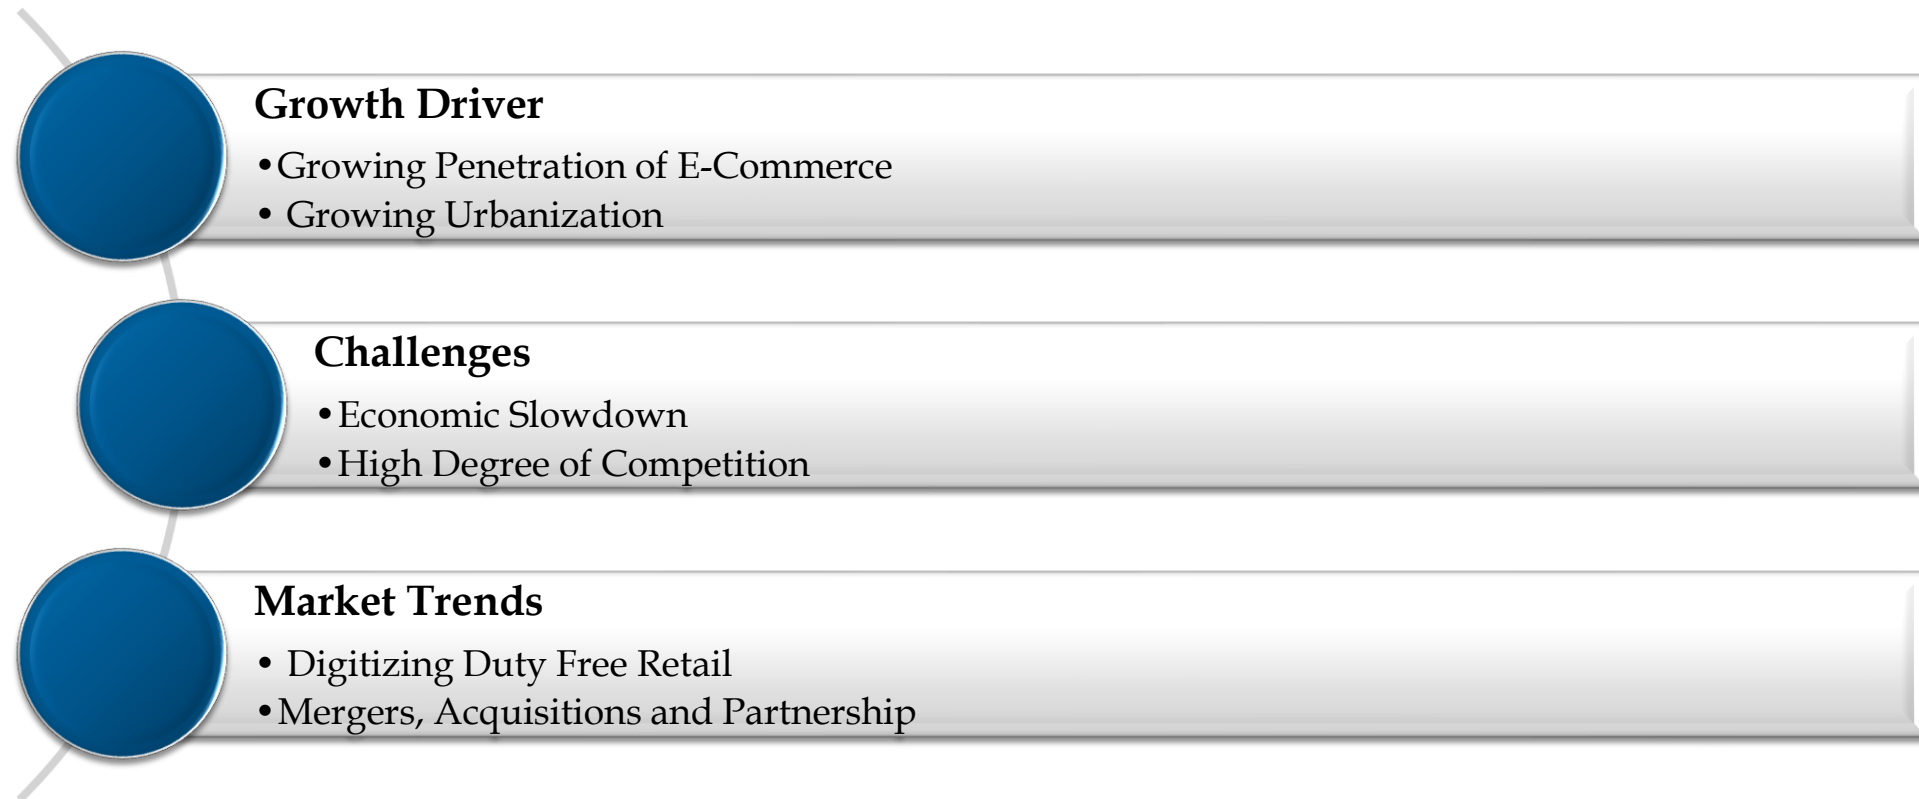 Growth Driver
•Growing Penetration of E-Commerce
• Growing Urbanization
Challenges
•Economic Slowdown
•High Degree of Competition
Market Trends
• Digitizing Duty Free Retail
•Mergers, Acquisitions and Partnership